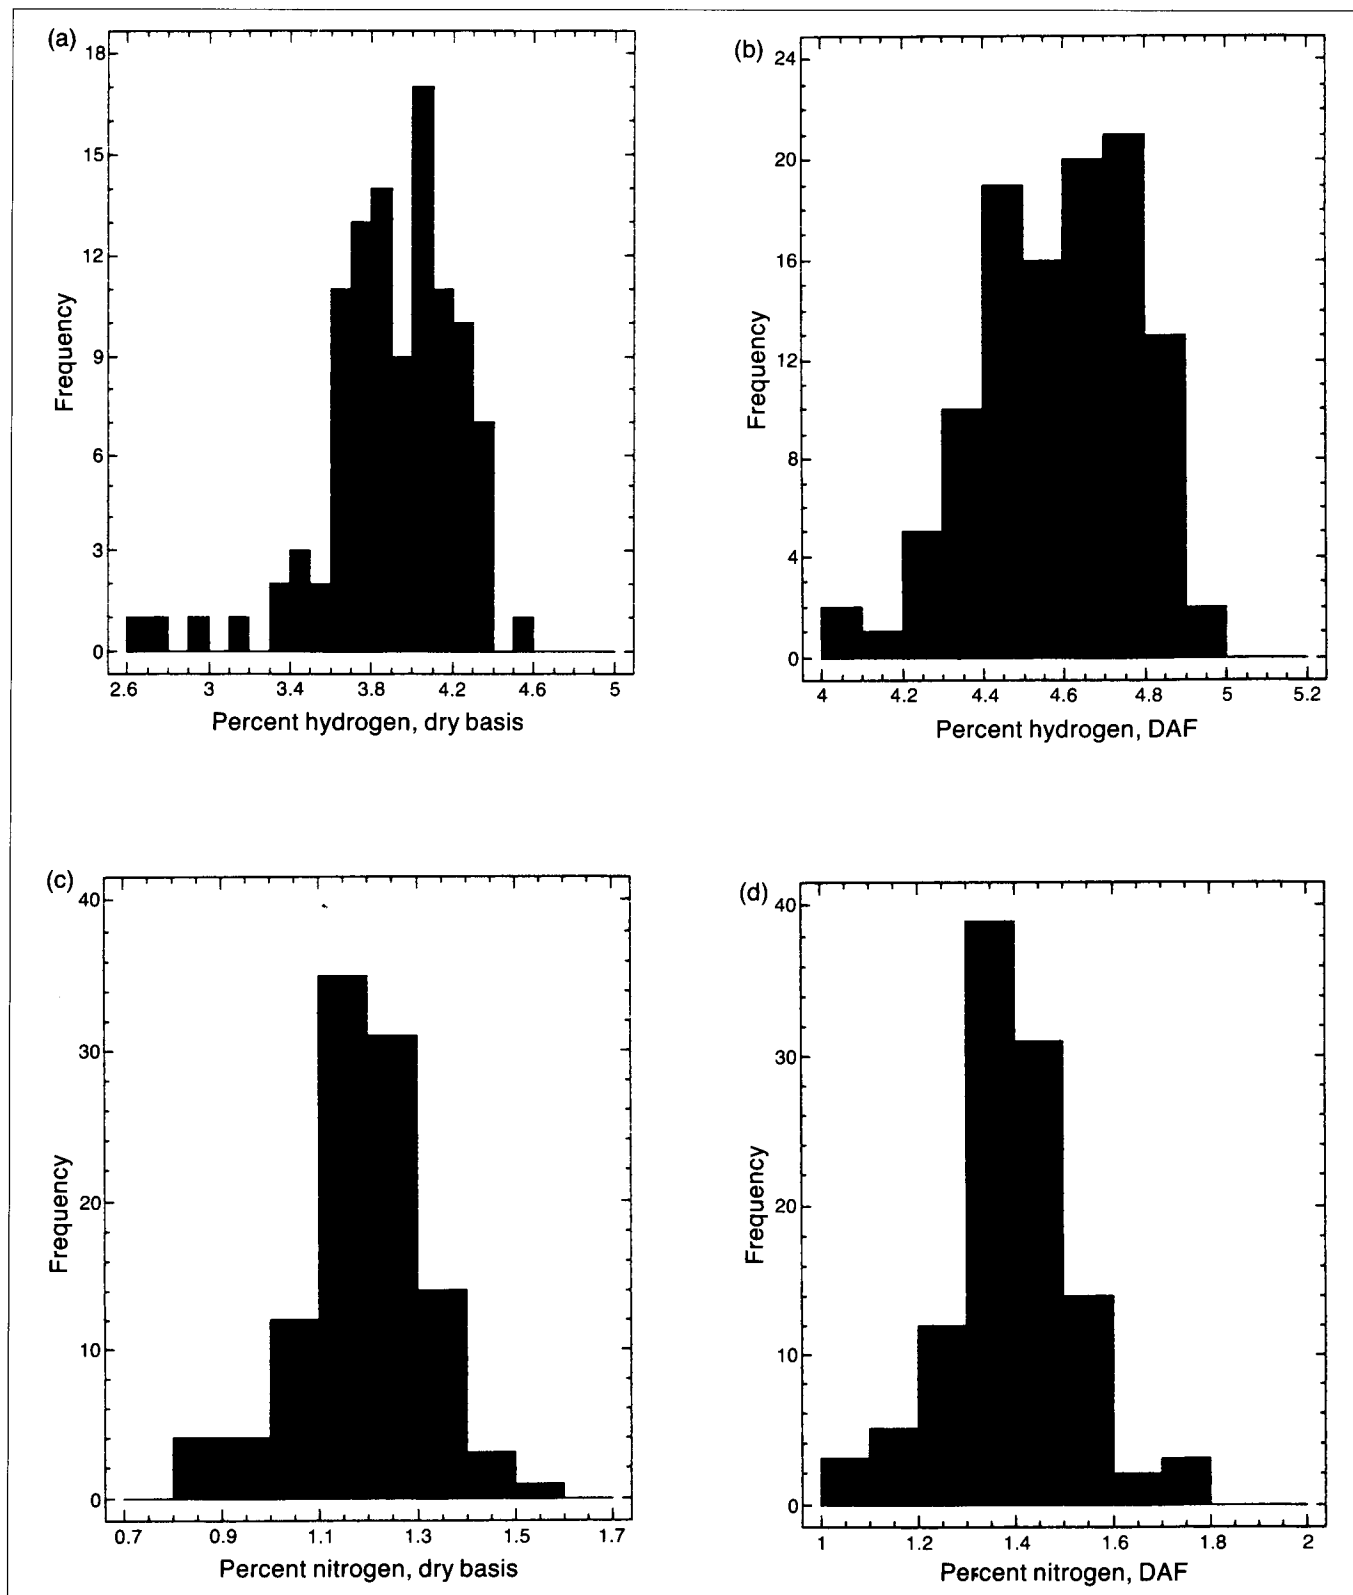 (a)
18
15
12
9
6
3
0
Frequency
2.6 3 3.4 3.8 4.2 4.6 5
Percent hydrogen, dry basis
(b)
24
20
16
12
8
4
0
Frequency
4 4.2 4.4 4.6 4.8 5 5.2
Percent hydrogen, DAF
(c)
40
30
20
10
0
Frequency
0.7 0.9 1.1 1.3 1.5 1.7
Percent nitrogen, dry basis
(d)
40
30
20
10
0
Frequency
1 1.2 1.4 1.6 1.8 2
Percent nitrogen, DAF